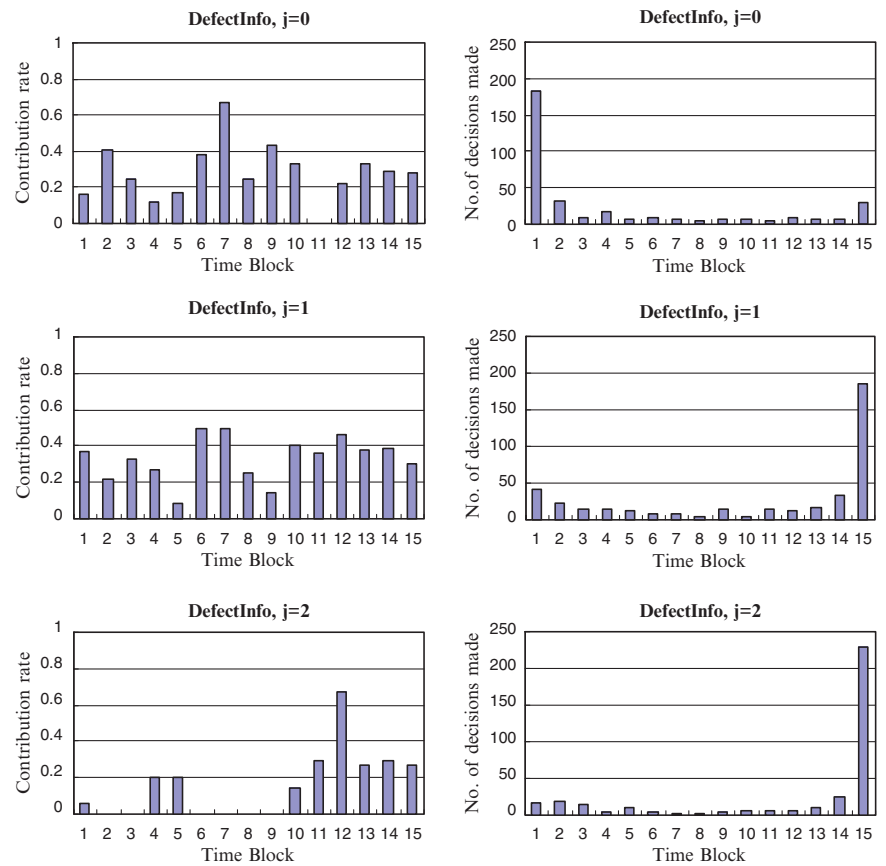 DefectInfo, j=0
Contribution rate
1
0.8
0.6
0.4
0.2
0
1 2 3 4 5 6 7 8 9 10 11 12 13 14 15
Time Block
DefectInfo, j=0
No.of decisions made
250
200
150
100
50
0
1 2 3 4 5 6 7 8 9 10 11 12 13 14 15
Time Block
DefectInfo, j=1
Contribution rate
1
0.8
0.6
0.4
0.2
0
1 2 3 4 5 6 7 8 9 10 11 12 13 14 15
Time Block
DefectInfo, j=1
No. of decisions made
250
200
150
100
50
0
1 2 3 4 5 6 7 8 9 10 11 12 13 14 15
Time Block
DefectInfo, j=2
Contribution rate
1
0.8
0.6
0.4
0.2
0
1 2 3 4 5 6 7 8 9 10 11 12 13 14 15
Time Block
DefectInfo, j=2
No. of decisions made
250
200
150
100
50
0
1 2 3 4 5 6 7 8 9 10 11 12 13 14 15
Time Block